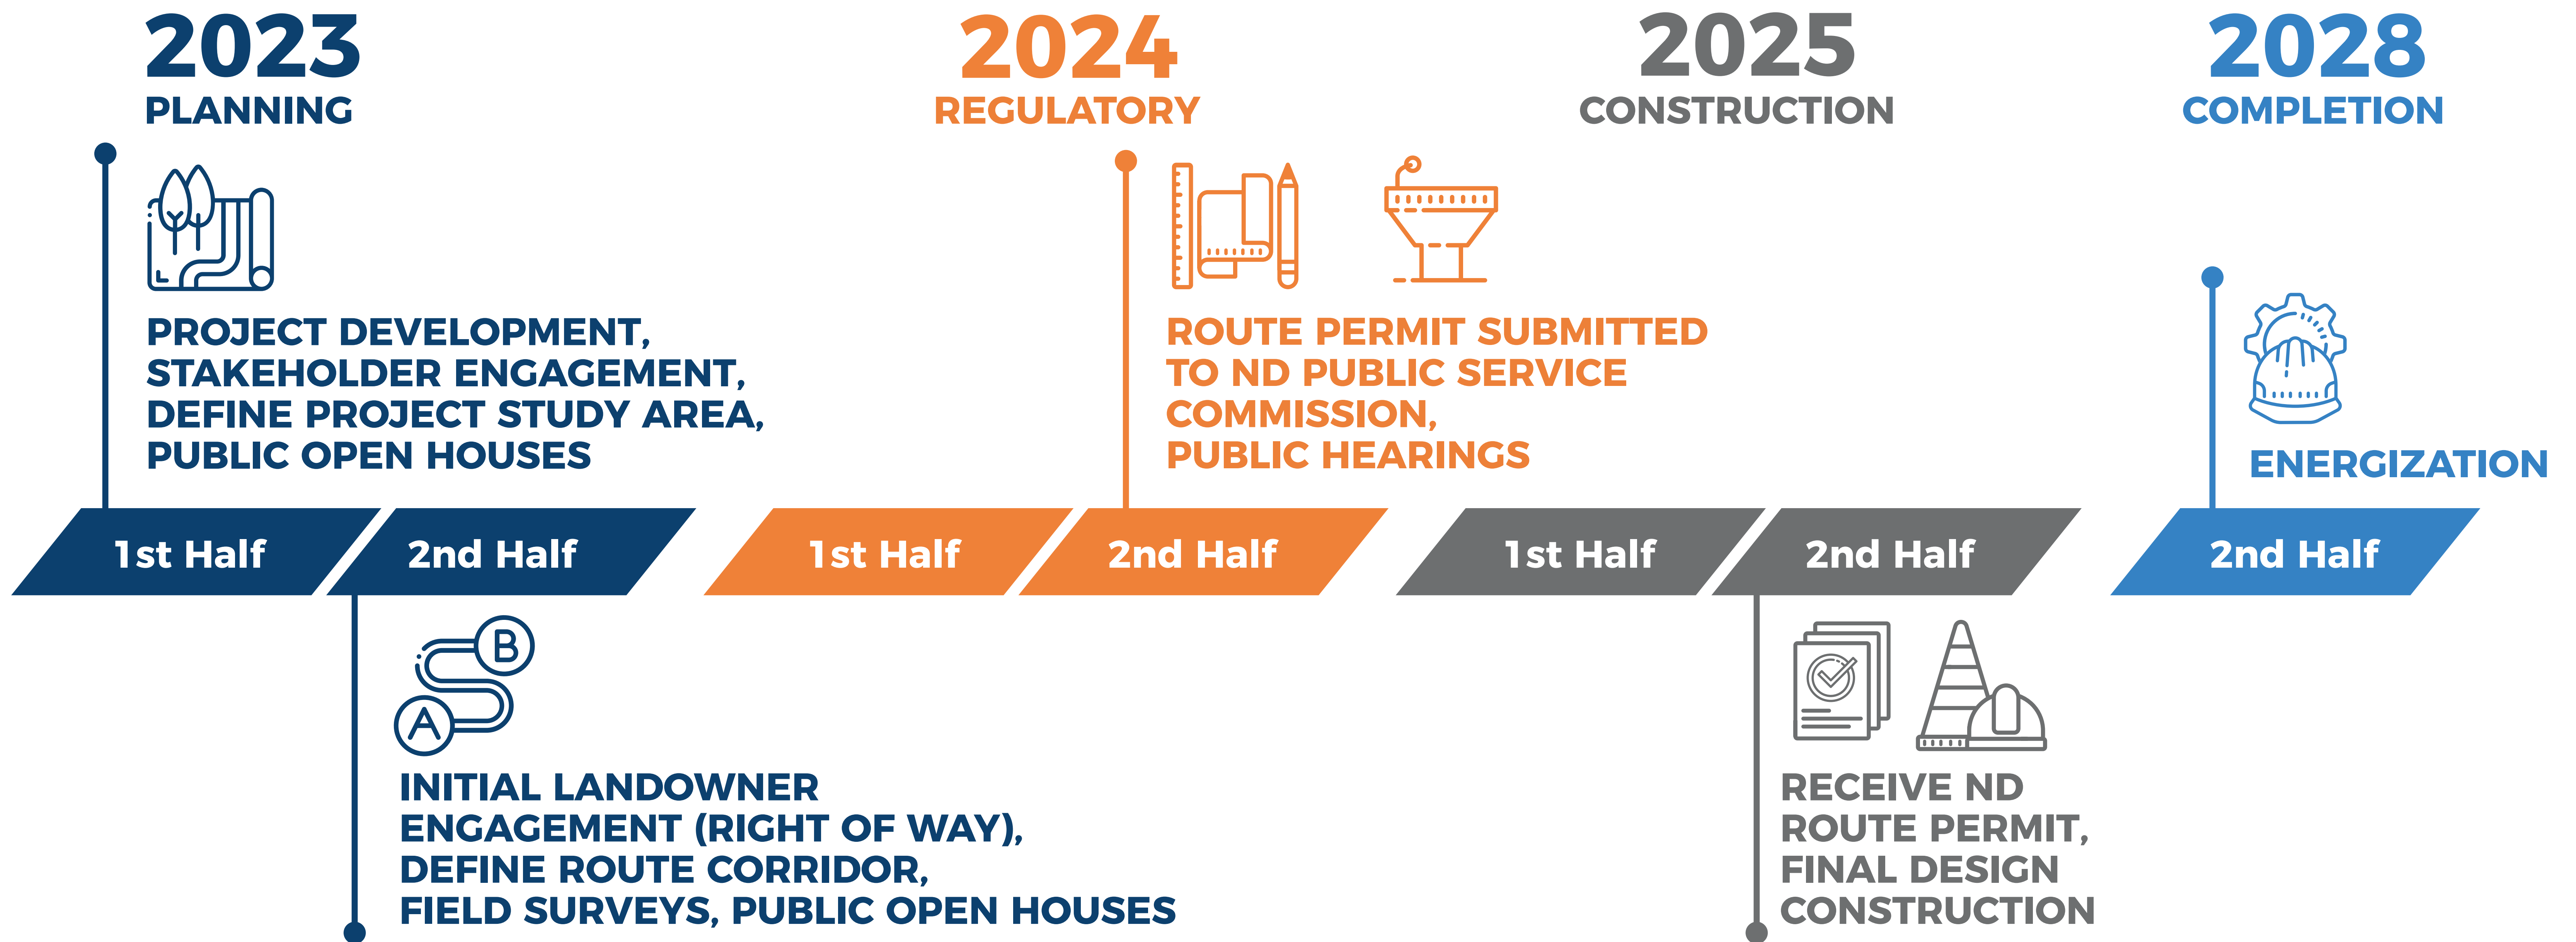 2023
PLANNING
2024
REGULATORY
2025
CONSTRUCTION
2028
COMPLETION
PROJECT DEVELOPMENT,
STAKEHOLDER ENGAGEMENT,
DEFINE PROJECT STUDY AREA,
PUBLIC OPEN HOUSES
ROUTE PERMIT SUBMITTED
TO ND PUBLIC SERVICE
COMMISSION,
PUBLIC HEARINGS
ENERGIZATION
1st Half
2nd Half
1st Half
2nd Half
1st Half
2nd Half
2nd Half
B
A
INITIAL LANDOWNER
ENGAGEMENT (RIGHT OF WAY),
DEFINE ROUTE CORRIDOR,
FIELD SURVEYS, PUBLIC OPEN HOUSES
RECEIVE ND
ROUTE PERMIT,
FINAL DESIGN
CONSTRUCTION